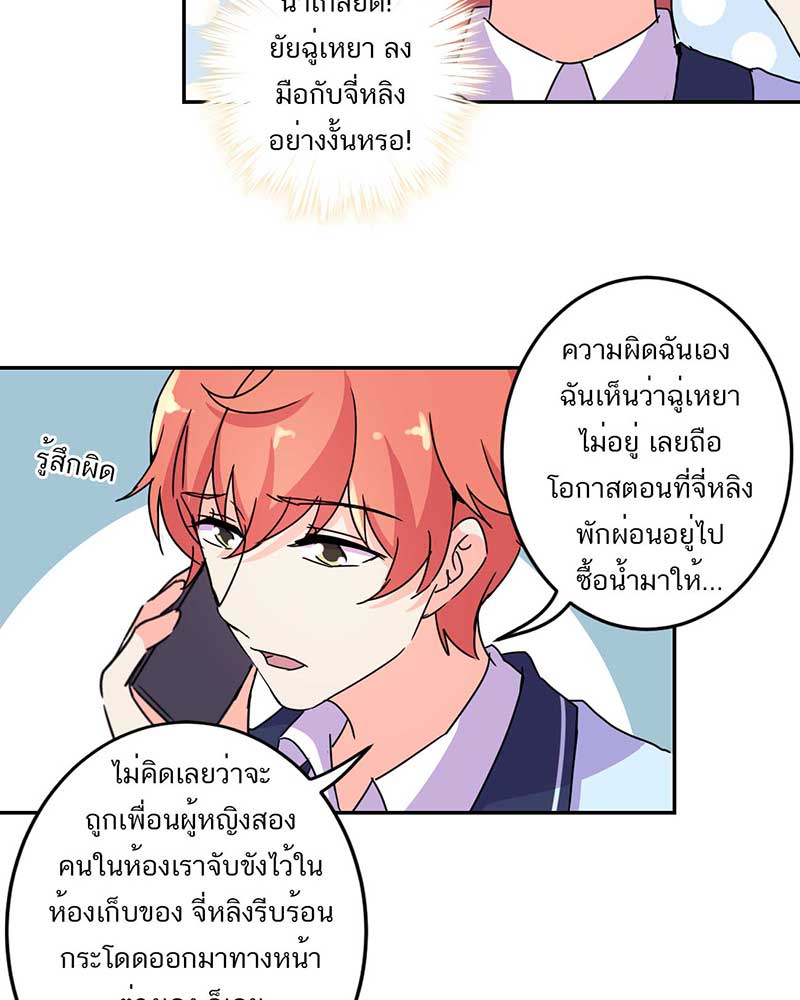 น่าเกลียด!
ยัยฉู่เหยา ลง
มือกับจี่หลิง
อย่างงั้นหรอ!
ความผิดฉันเอง
ฉันเห็นว่าฉู่เหยา
ไม่อยู่ เลยถือ
โอกาสตอนที่จี่หลิง
พักผ่อนอยู่ไป
ซื้อน้ำมาให้...
รู้สึกผิด
ไม่คิดเลยว่าจะ
ถูกเพื่อนผู้หญิงสอง
คนในห้องเราจับขังไว้ใน
ห้องเก็บของ จี่หลิงรีบร้อน
กระโดดออกมาทางหน้า